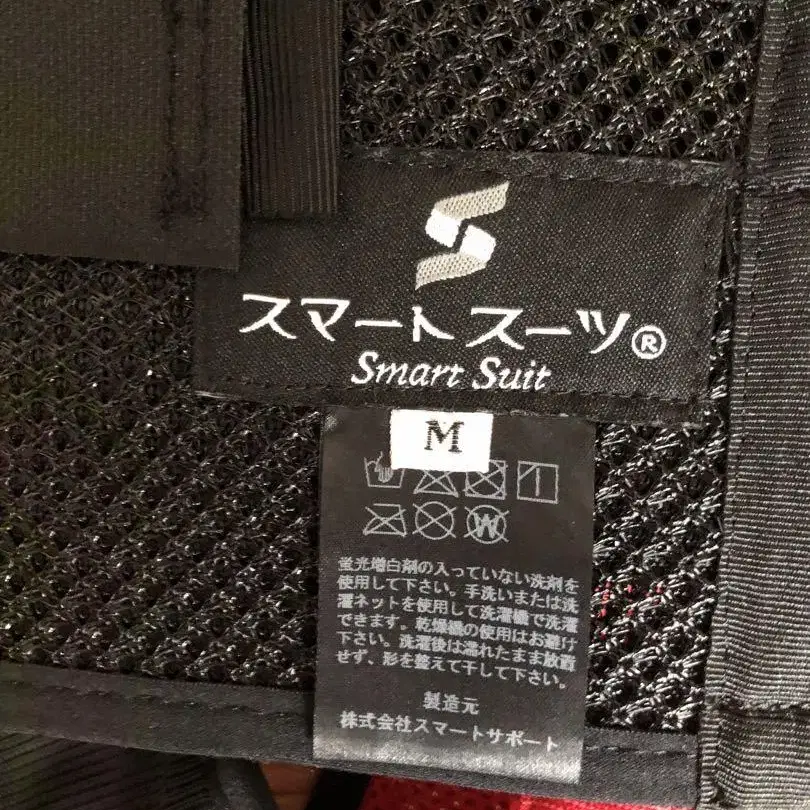 スマートスーツ®
Smart Suit
M
W
蛍光増白剤の入っていない洗剤を
使用して下さい。手洗いまたは洗
濯ネットを使用して洗濯機で洗濯
できます。乾燥機の使用はお避け
下さい。洗濯後は濡れたまま放置
せず、形を整えて干して下さい。
製造元
株式会社スマートサポート